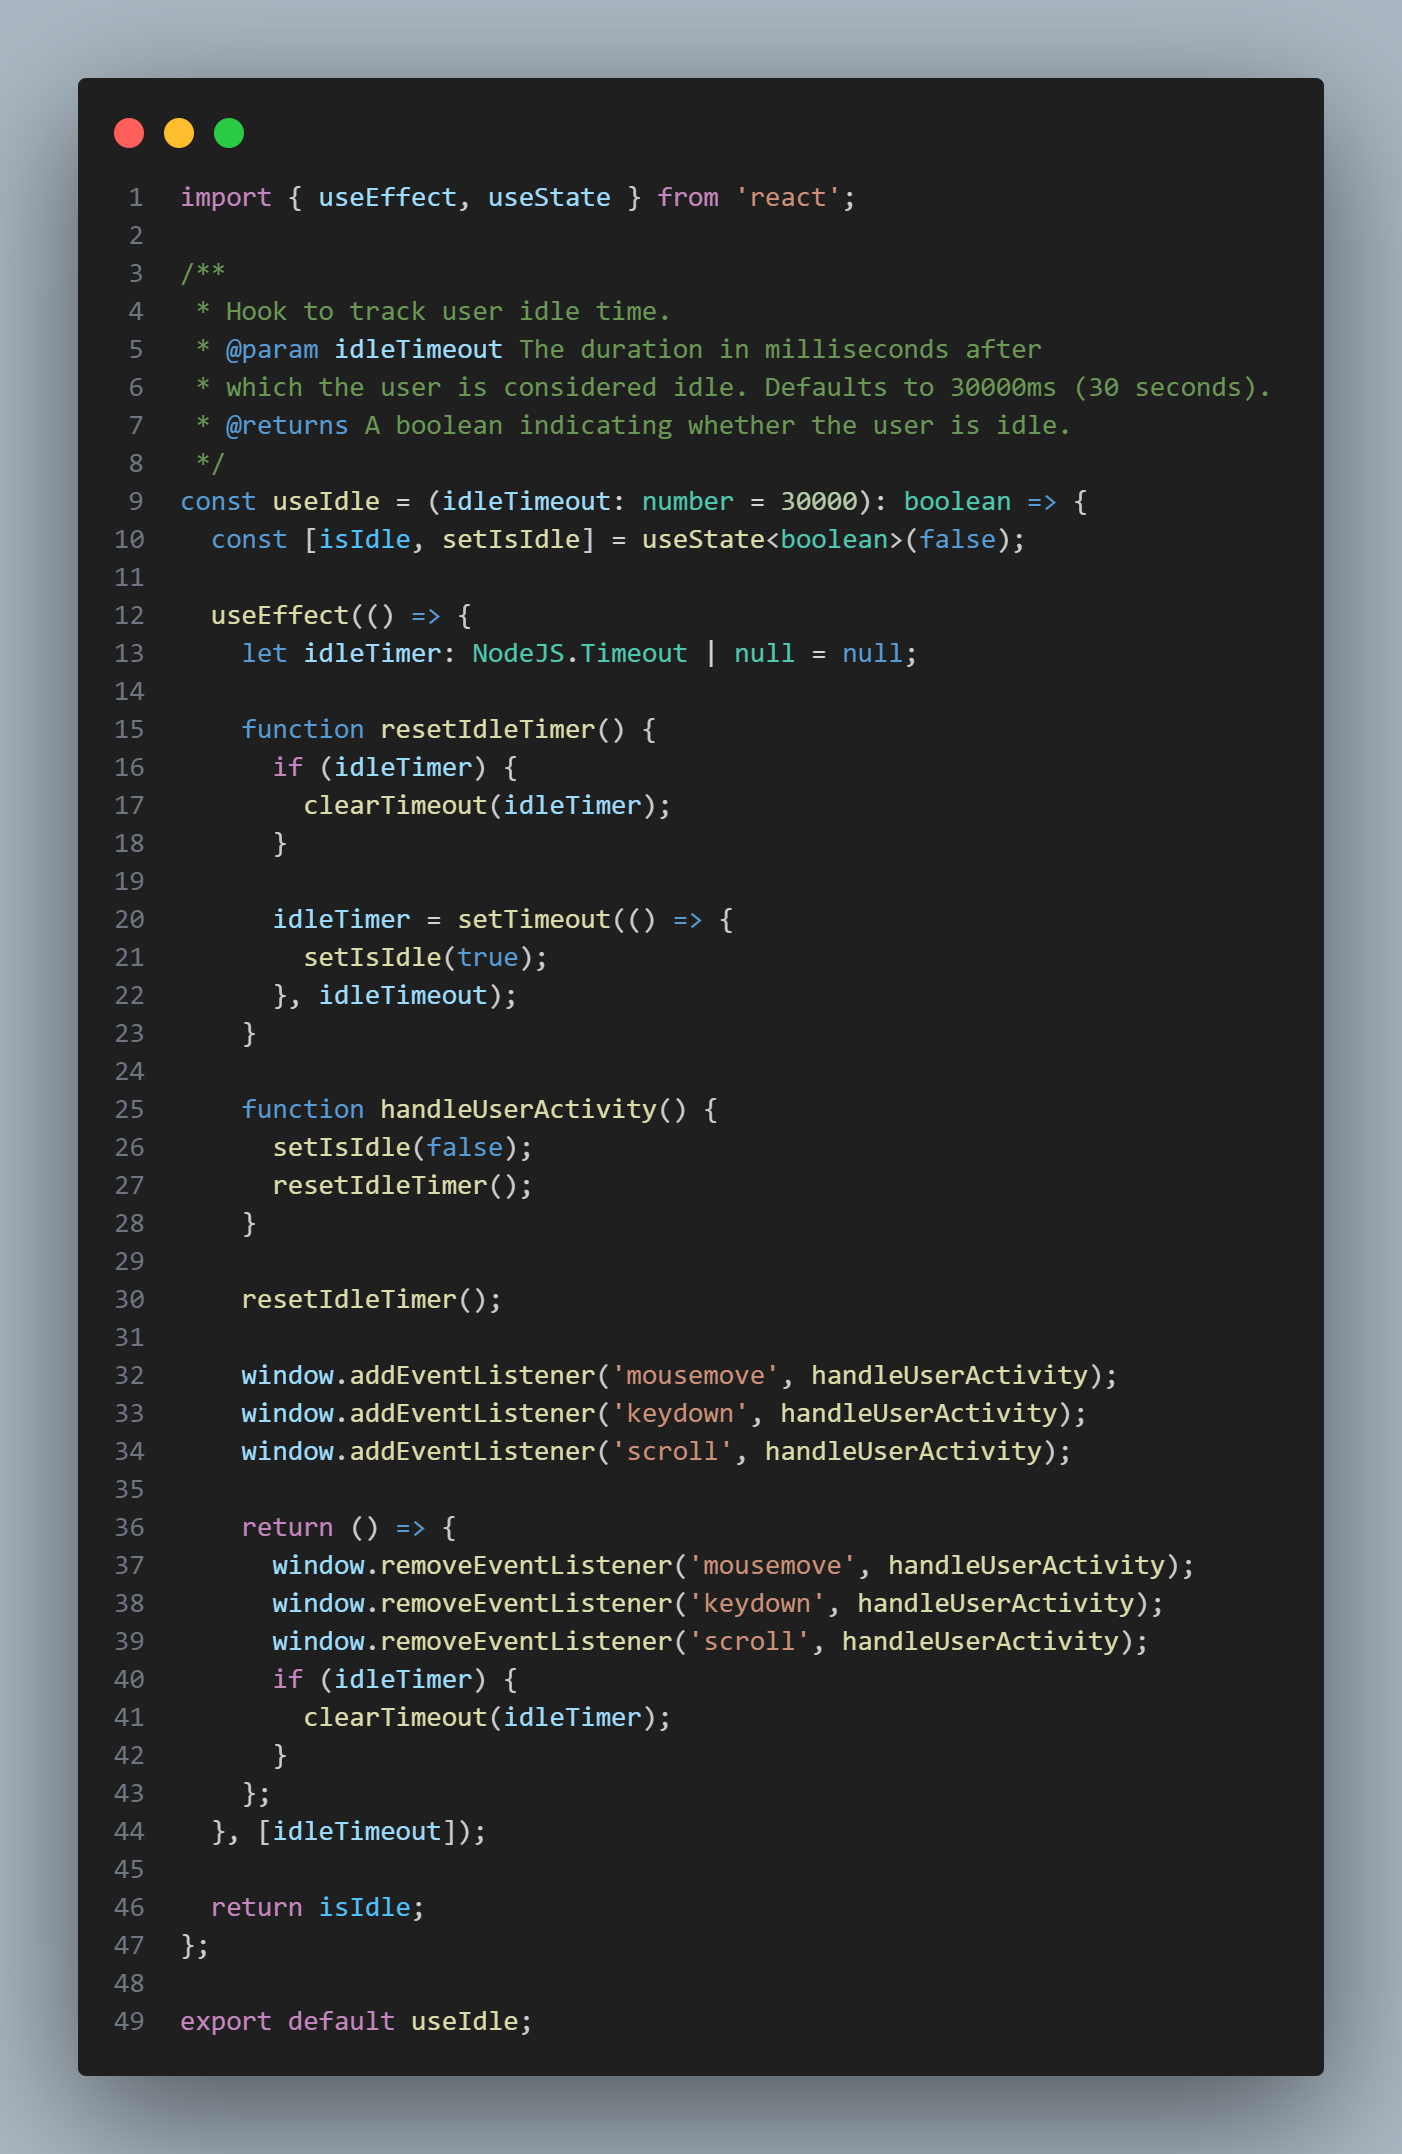 1 import { useEffect, useState } from 'react';
2
3 /**
4  * Hook to track user idle time.
5  * @param idleTimeout The duration in milliseconds after
6  * which the user is considered idle. Defaults to 30000ms (30 seconds).
7  * @returns A boolean indicating whether the user is idle.
8  */
9 const useIdle = (idleTimeout: number = 30000): boolean => {
10   const [isIdle, setIsIdle] = useState<boolean>(false);
11
12   useEffect(() => {
13     let idleTimer: NodeJS.Timeout | null = null;
14
15     function resetIdleTimer() {
16       if (idleTimer) {
17         clearTimeout(idleTimer);
18       }
19
20       idleTimer = setTimeout(() => {
21         setIsIdle(true);
22       }, idleTimeout);
23     }
24
25     function handleUserActivity() {
26       setIsIdle(false);
27       resetIdleTimer();
28     }
29
30     resetIdleTimer();
31
32     window.addEventListener('mousemove', handleUserActivity);
33     window.addEventListener('keydown', handleUserActivity);
34     window.addEventListener('scroll', handleUserActivity);
35
36     return () => {
37       window.removeEventListener('mousemove', handleUserActivity);
38       window.removeEventListener('keydown', handleUserActivity);
39       window.removeEventListener('scroll', handleUserActivity);
40       if (idleTimer) {
41         clearTimeout(idleTimer);
42       }
43     };
44   }, [idleTimeout]);
45
46   return isIdle;
47 };
48
49 export default useIdle;